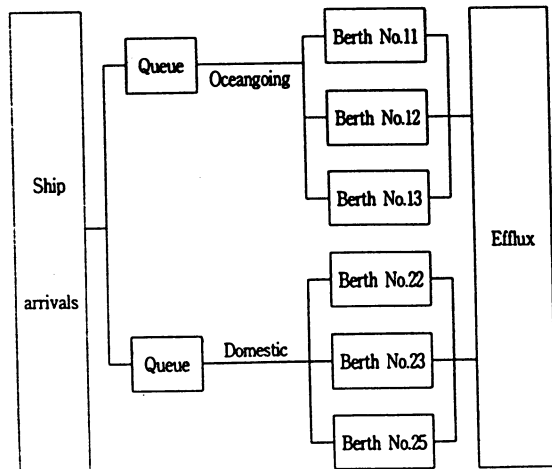 Ship
arrivals
Queue
Oceangoing
Berth No.11
Berth No.12
Berth No.13
Queue
Domestic
Berth No.22
Berth No.23
Berth No.25
Efflux